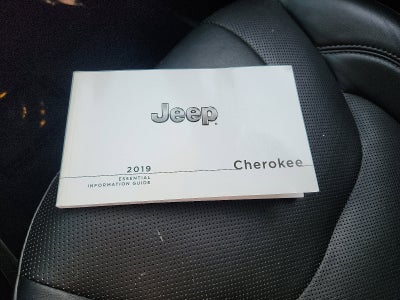 Jeep
2019
ESSENTIAL
INFORMATION GUIDE
Cherokee